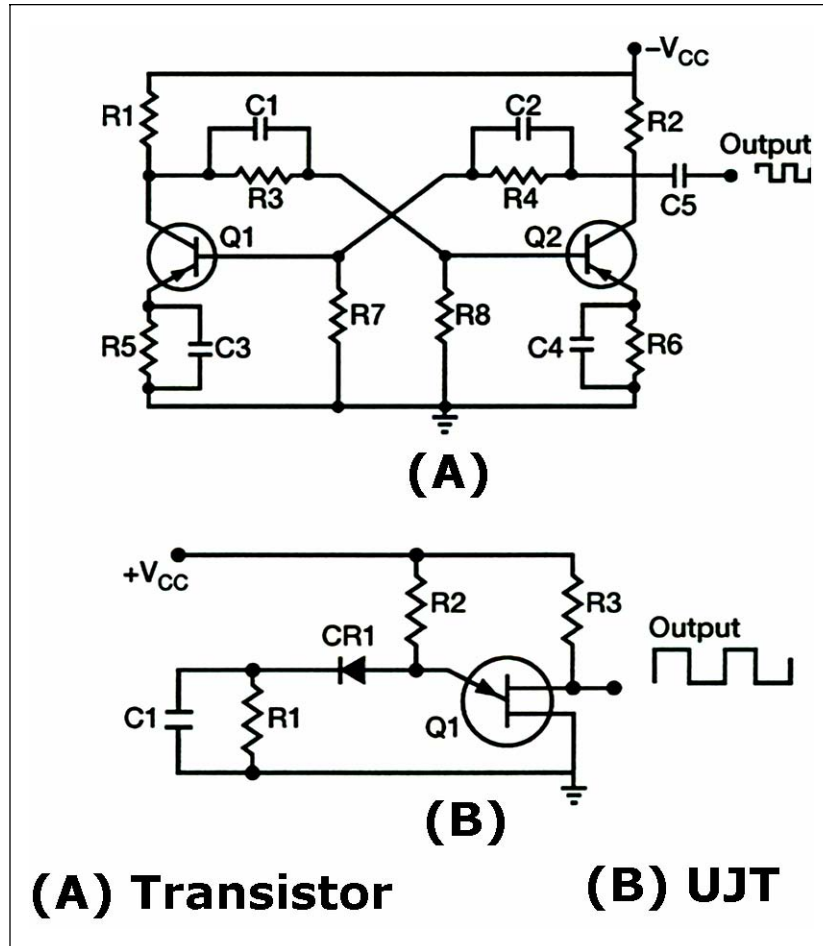 −VCC
R1
C1
C2
R2
Output
R3
R4
C5
Q1
Q2
R7
R8
R5
C3
C4
R6
(A)
+VCC
R2
R3
CR1
Output
C1
R1
Q1
(B)
(A) Transistor
(B) UJT